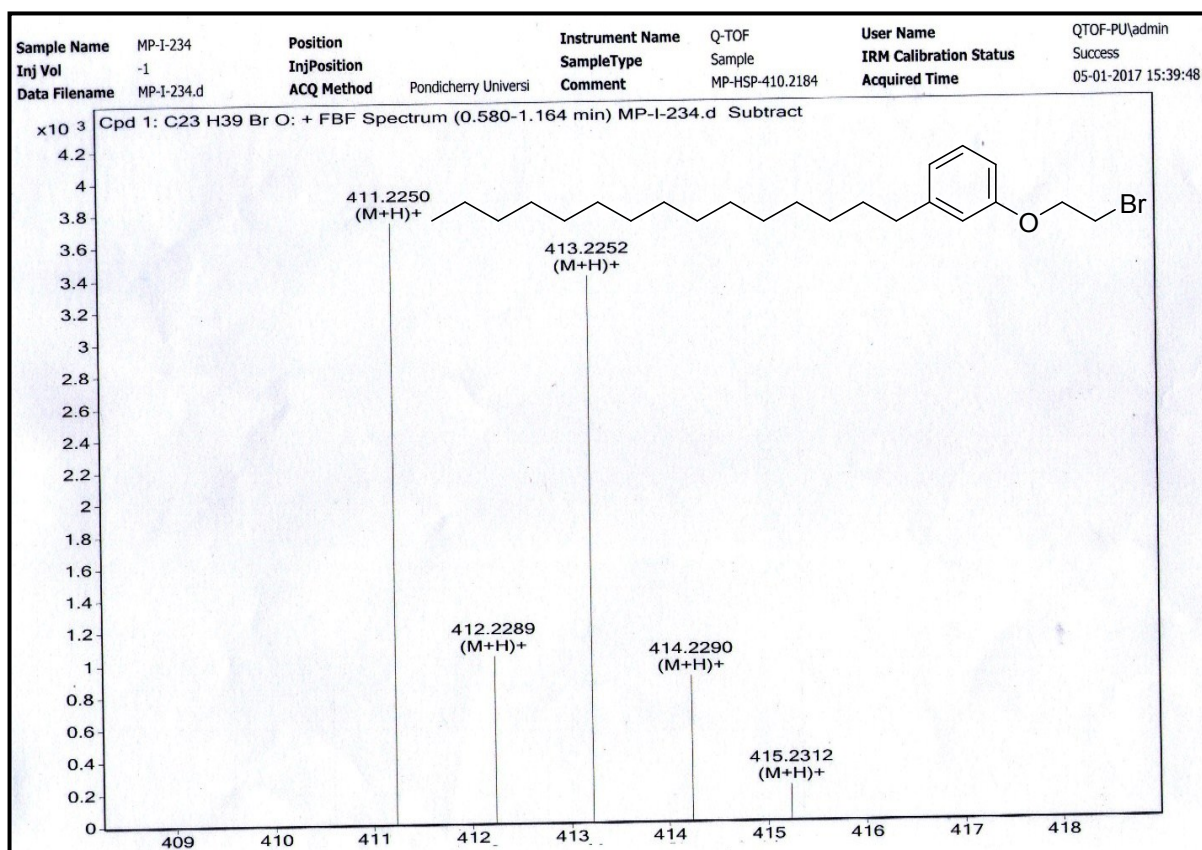 Sample Name MP-I-234 Position Instrument Name Q-TOF User Name QTOF-PU\admin
Inj Vol -1 InjPosition SampleType Sample IRM Calibration Status Success
Data Filename MP-I-234.d ACQ Method Pondicherry Universi Comment MP-HSP-410.2184 Acquired Time 05-01-2017 15:39:48
x10 3 Cpd 1: C23 H39 Br O: + FBF Spectrum (0.580-1.164 min) MP-I-234.d Subtract
4.2
4
3.8
3.6
3.4
3.2
3
2.8
2.6
2.4
2.2
2
1.8
1.6
1.4
1.2
1
0.8
0.6
0.4
0.2
0
411.2250
(M+H)+
413.2252
(M+H)+
O
Br
412.2289
(M+H)+
414.2290
(M+H)+
415.2312
(M+H)+
409 410 411 412 413 414 415 416 417 418